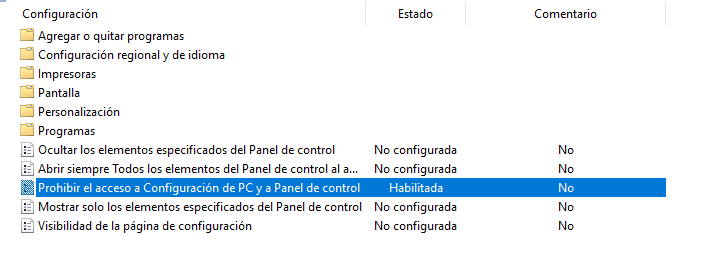 Configuración Estado Comentario
Agregar o quitar programas
Configuración regional y de idioma
Impresoras
Pantalla
Personalización
Programas
Ocultar los elementos especificados del Panel de control No configurada No
Abrir siempre Todos los elementos del Panel de control al a... No configurada No
Prohibir el acceso a Configuración de PC y a Panel de control Habilitada No
Mostrar solo los elementos especificados del Panel de control No configurada No
Visibilidad de la página de configuración No configurada No